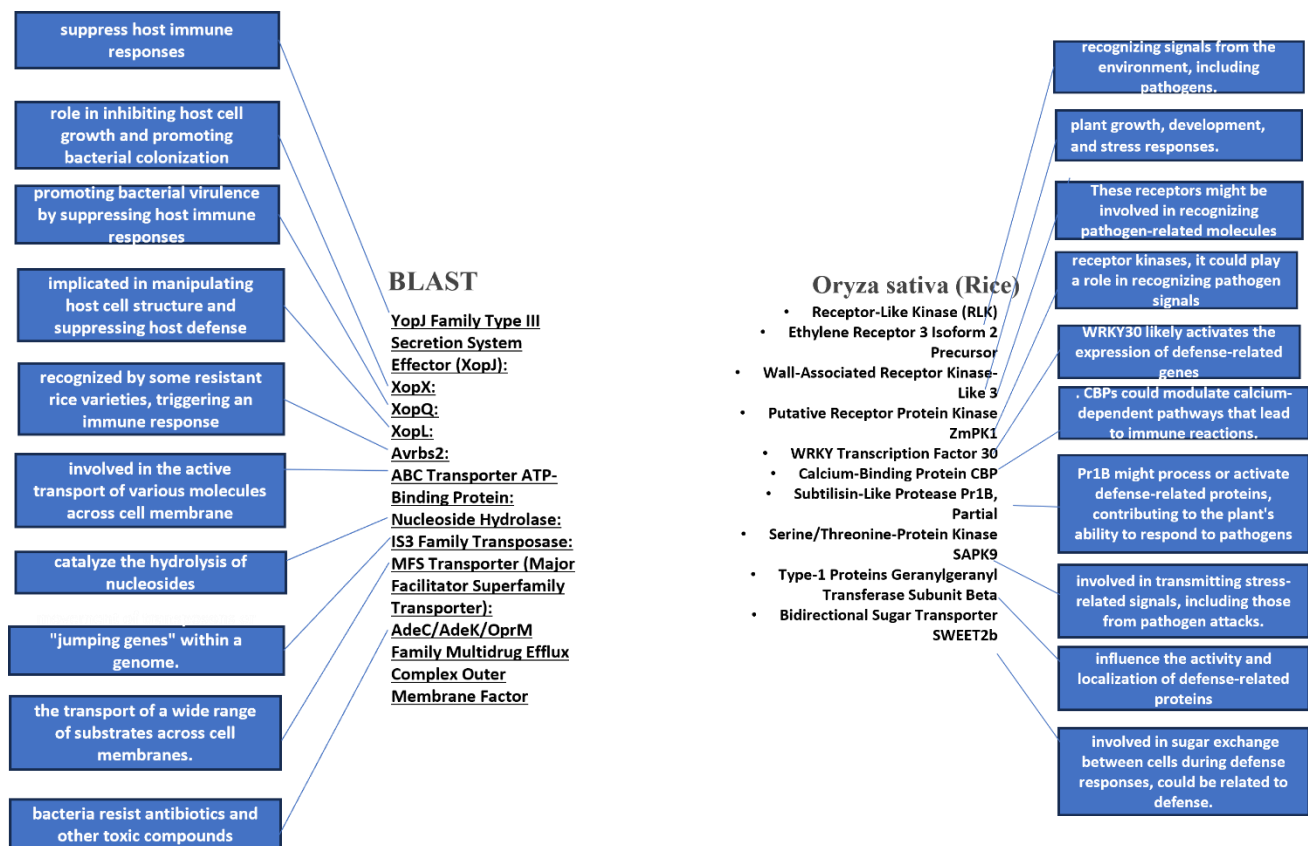 suppress host immune
responses
role in inhibiting host cell
growth and promoting
bacterial colonization
promoting bacterial virulence
by suppressing host immune
responses
implicated in manipulating
host cell structure and
suppressing host defense
recognized by some resistant
rice varieties, triggering an
immune response
involved in the active
transport of various molecules
across cell membrane
catalyze the hydrolysis of
nucleosides
"jumping genes" within a
genome.
the transport of a wide range
of substrates across cell
membranes.
bacteria resist antibiotics and
other toxic compounds
BLAST
YopJ Family Type III
Secretion System
Effector (XopJ):
XopX:
XopQ:
XopL:
Avrbs2:
ABC Transporter ATP-
Binding Protein:
Nucleoside Hydrolase:
IS3 Family Transposase:
MFS Transporter (Major
Facilitator Superfamily
Transporter):
AdeC/AdeK/OprM
Family Multidrug Efflux
Complex Outer
Membrane Factor
Oryza sativa (Rice)
• Receptor-Like Kinase (RLK)
• Ethylene Receptor 3 Isoform 2
Precursor
• Wall-Associated Receptor Kinase-
Like 3
• Putative Receptor Protein Kinase
ZmPK1
• WRKY Transcription Factor 30
• Calcium-Binding Protein CBP
• Subtilisin-Like Protease Pr1B,
Partial
• Serine/Threonine-Protein Kinase
SAPK9
• Type-1 Proteins Geranylgeranyl
Transferase Subunit Beta
• Bidirectional Sugar Transporter
SWEET2b
recognizing signals from the
environment, including
pathogens.
plant growth, development,
and stress responses.
These receptors might be
involved in recognizing
pathogen-related molecules
receptor kinases, it could play
a role in recognizing pathogen
signals
WRKY30 likely activates the
expression of defense-related
genes
. CBPs could modulate calcium-
dependent pathways that lead
to immune reactions.
Pr1B might process or activate
defense-related proteins,
contributing to the plant's
ability to respond to pathogens
involved in transmitting stress-
related signals, including those
from pathogen attacks.
influence the activity and
localization of defense-related
proteins
involved in sugar exchange
between cells during defense
responses, could be related to
defense.